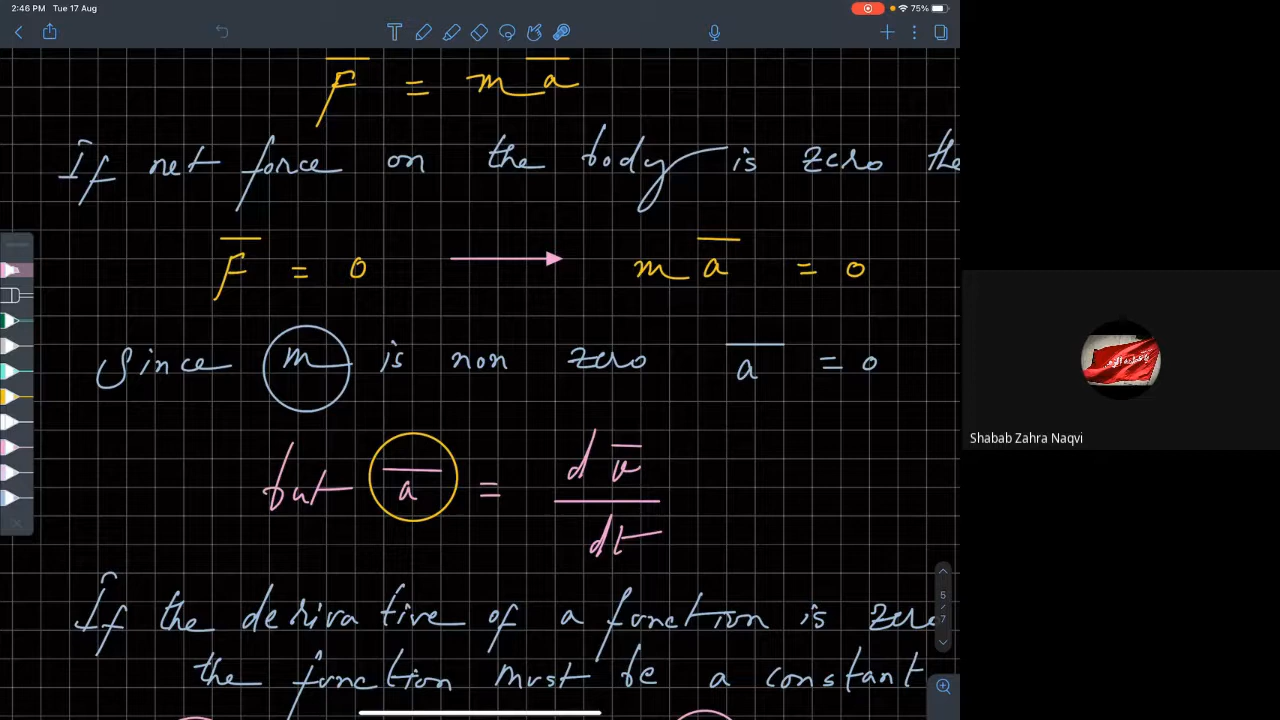 2:46 PM Tue 17 Aug
75%
T
F̅ = m a̅
If net force on the body is zero the
F̅ = 0 ⟶ m a̅ = 0
Since m is non zero a̅ = 0
but a̅ = dv̅/dt
If the derivative of a function is zero
the function must be a constant
5
/
7
Shabab Zahra Naqvi